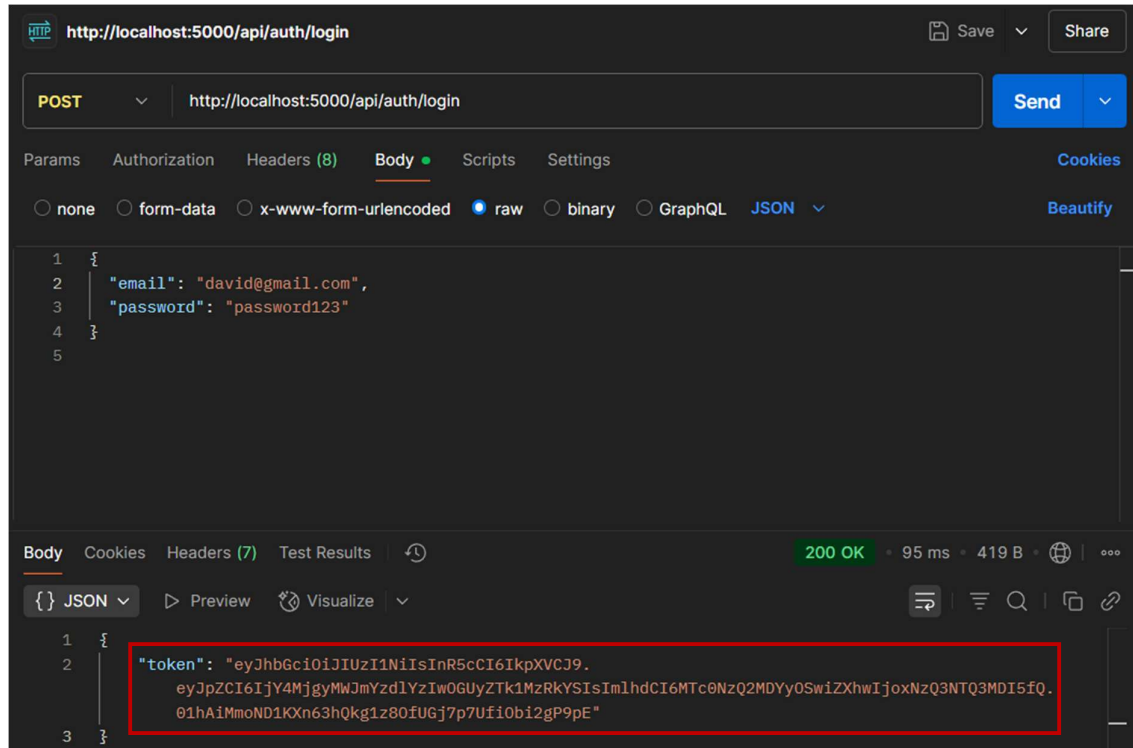 HTTP http://localhost:5000/api/auth/login Save Share
POST http://localhost:5000/api/auth/login Send
Params Authorization Headers (8) Body Scripts Settings Cookies
none form-data x-www-form-urlencoded raw binary GraphQL JSON Beautify
1 {
2 "email": "david@gmail.com",
3 "password": "password123"
4 }
5
Body Cookies Headers (7) Test Results 200 OK 95 ms 419 B
{} JSON Preview Visualize
1 {
2 "token": "eyJhbGciOiJIUzI1NiIsInR5cCI6IkpXVCJ9.
eyJpZCI6IjY4MjgyMWJmYzdlYzIwOGUyZTk1MzRkYSIsImlhdCI6MTc0NzQ2MDYyOSwiZXhwIjoxNzQ3NTQ3MDI5fQ.
01hAiMmoND1KXn63hQkg1z8OfUGj7p7UfiObi2gP9pE"
3 }